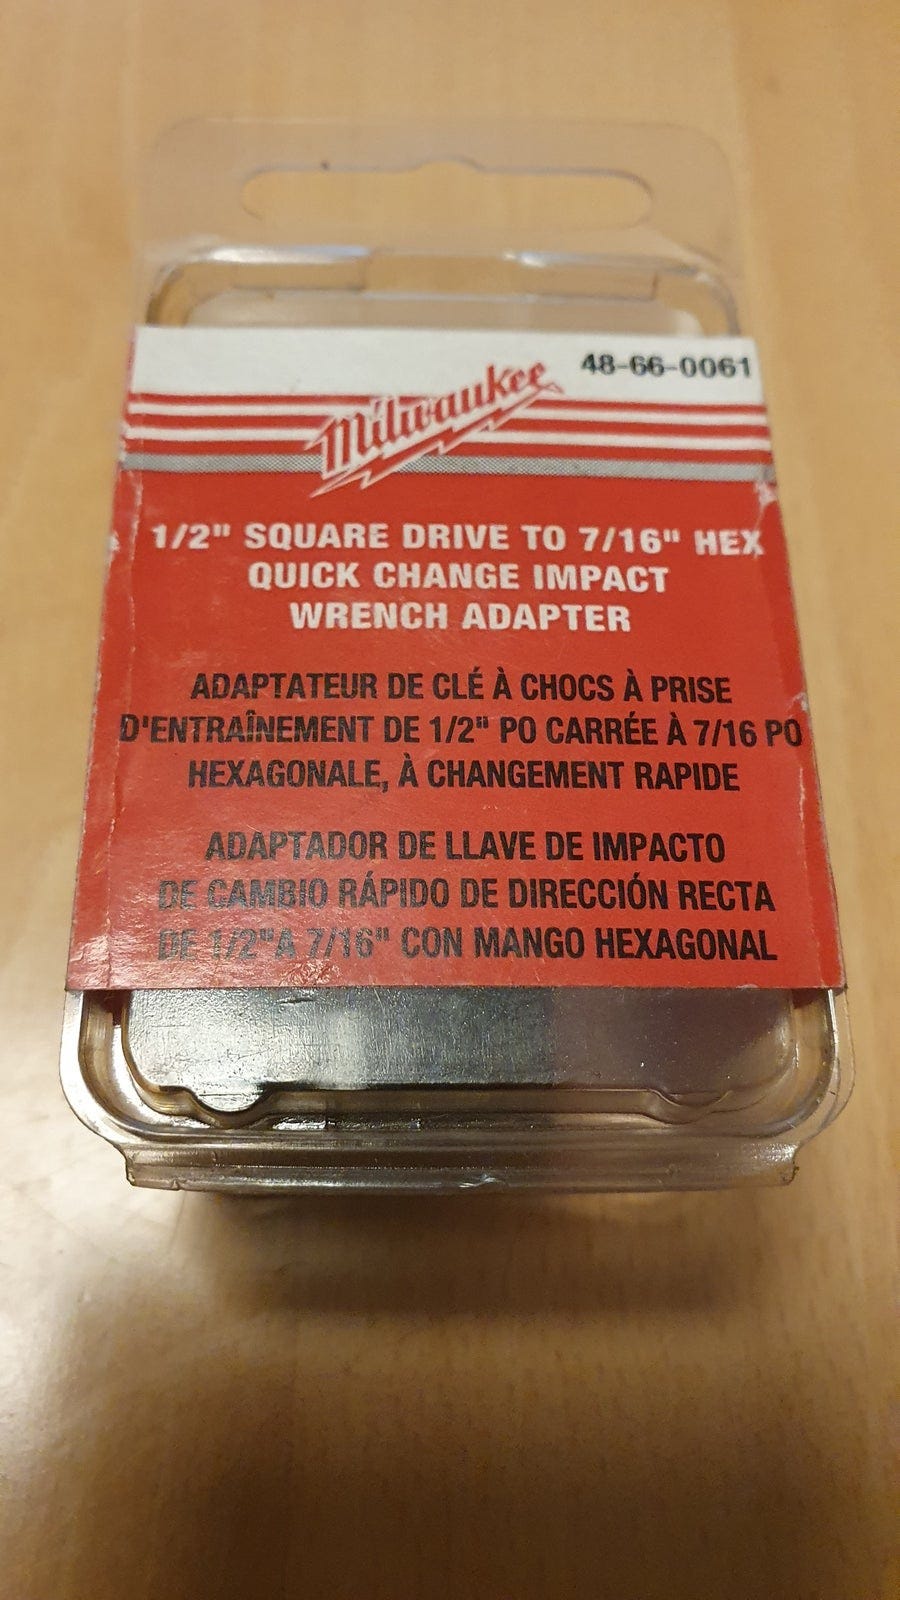 48-66-0061
Milwaukee
1/2" SQUARE DRIVE TO 7/16" HEX
QUICK CHANGE IMPACT
WRENCH ADAPTER
ADAPTATEUR DE CLÉ À CHOCS À PRISE
D'ENTRAÎNEMENT DE 1/2" PO CARRÉE À 7/16 PO
HEXAGONALE, À CHANGEMENT RAPIDE
ADAPTADOR DE LLAVE DE IMPACTO
DE CAMBIO RÁPIDO DE DIRECCIÓN RECTA
DE 1/2"A 7/16" CON MANGO HEXAGONAL